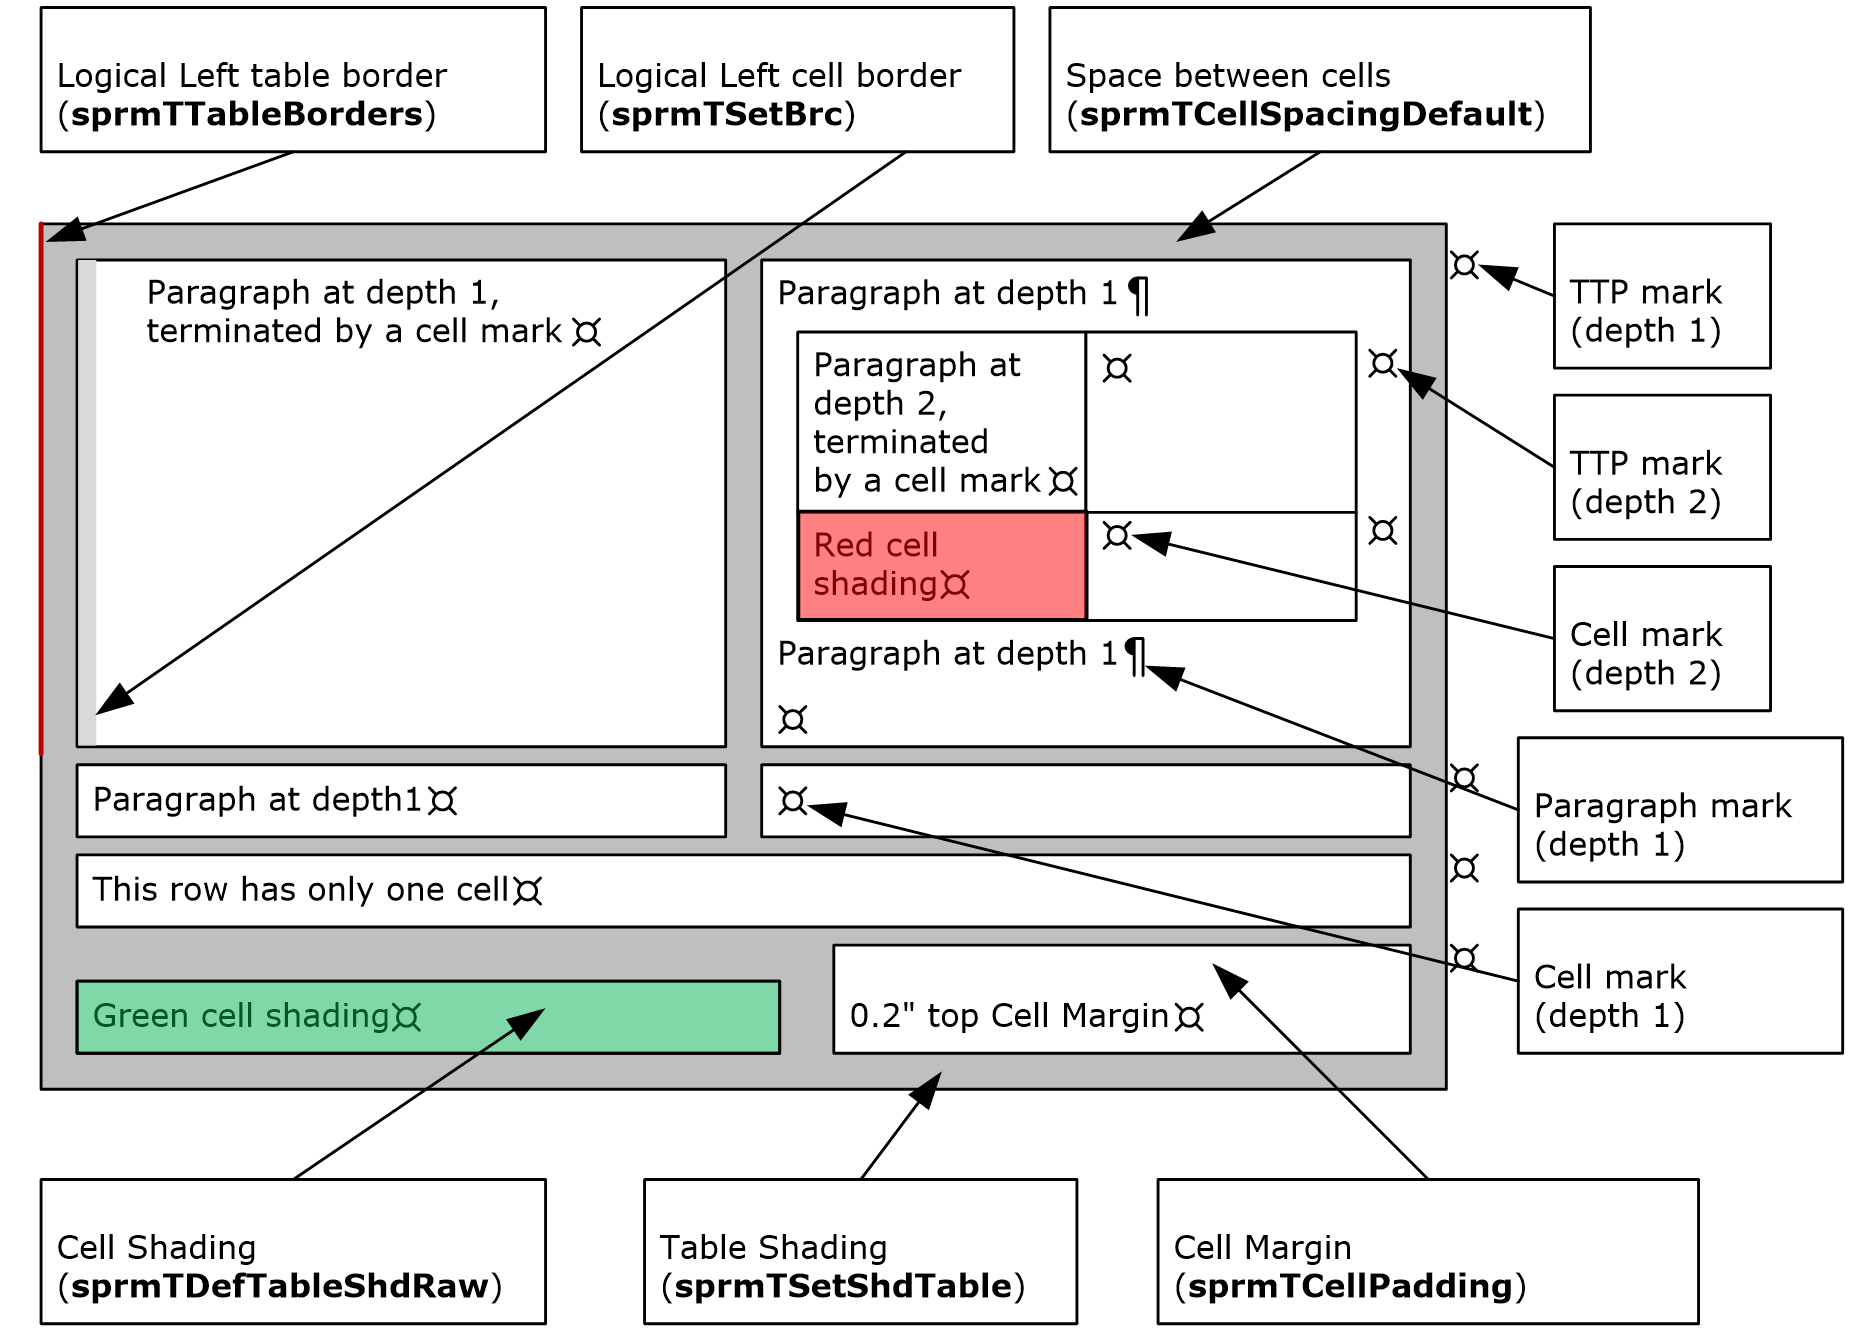 Logical Left table border
(sprmTTableBorders)
Logical Left cell border
(sprmTSetBrc)
Space between cells
(sprmTCellSpacingDefault)
Paragraph at depth 1,
terminated by a cell mark ¤
Paragraph at depth 1 ¶
Paragraph at
depth 2,
terminated
by a cell mark ¤
¤
¤
¤
Red cell
shading¤
¤
¤
Paragraph at depth 1 ¶
¤
TTP mark
(depth 1)
TTP mark
(depth 2)
Cell mark
(depth 2)
Paragraph at depth1¤
¤
¤
Paragraph mark
(depth 1)
This row has only one cell¤
¤
Green cell shading¤
0.2" top Cell Margin¤
¤
Cell mark
(depth 1)
Cell Shading
(sprmTDefTableShdRaw)
Table Shading
(sprmTSetShdTable)
Cell Margin
(sprmTCellPadding)